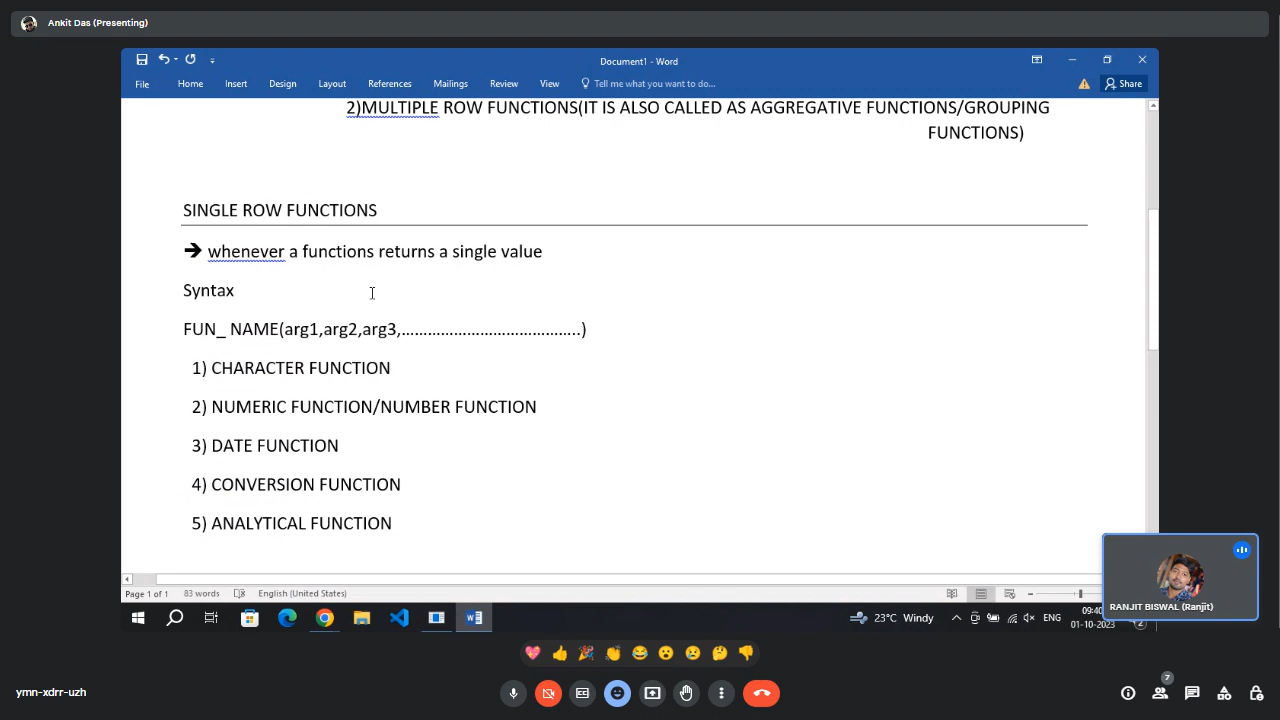 Ankit Das (Presenting)
Document1 - Word
File Home Insert Design Layout References Mailings Review View Tell me what you want to do... Share
2)MULTIPLE ROW FUNCTIONS(IT IS ALSO CALLED AS AGGREGATIVE FUNCTIONS/GROUPING
FUNCTIONS)
SINGLE ROW FUNCTIONS
➔ whenever a functions returns a single value
Syntax
FUN_ NAME(arg1,arg2,arg3,.......................................)
1) CHARACTER FUNCTION
2) NUMERIC FUNCTION/NUMBER FUNCTION
3) DATE FUNCTION
4) CONVERSION FUNCTION
5) ANALYTICAL FUNCTION
Page 1 of 1 83 words English (United States)
RANJIT BISWAL (Ranjit)
23°C Windy ENG 09:40
01-10-2023 2
ymn-xdrr-uzh
7